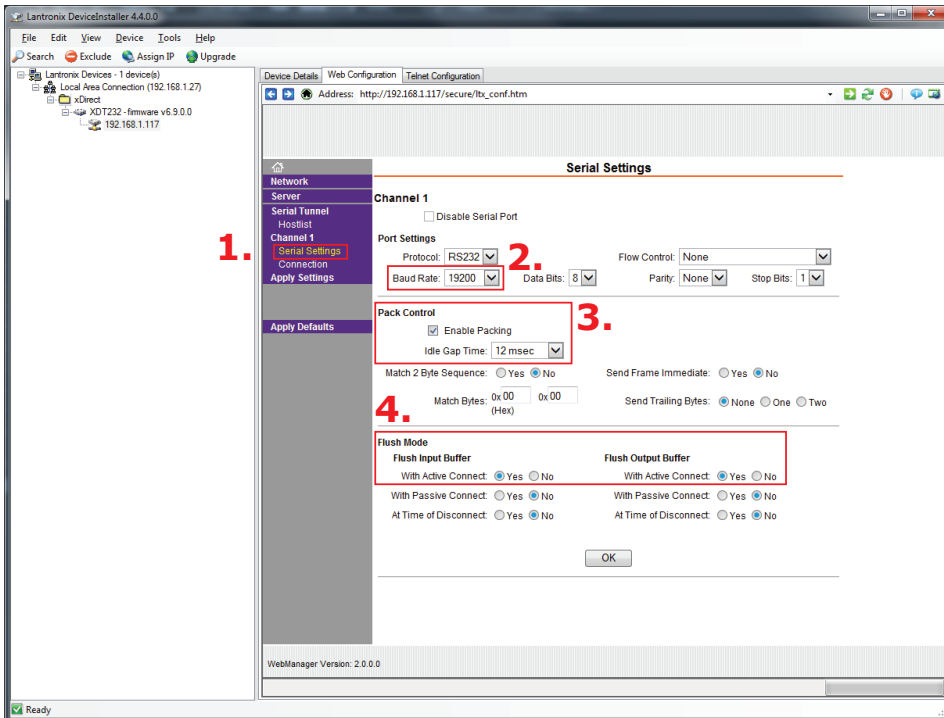 Lantronix DeviceInstaller 4.4.0.0
File Edit View Device Tools Help
Search Exclude Assign IP Upgrade
Lantronix Devices - 1 device(s)
Local Area Connection (192.168.1.27)
xDirect
XDT232 - firmware v6.9.0.0
192.168.1.117
Device Details Web Configuration Telnet Configuration
Address: http://192.168.1.117/secure/ltx_conf.htm
Network
Server
Serial Tunnel
Hostlist
Channel 1
1. Serial Settings
Connection
Apply Settings
Apply Defaults
Serial Settings
Channel 1
Disable Serial Port
Port Settings
Protocol: RS232 2. Flow Control: None
Baud Rate: 19200 Data Bits: 8 Parity: None Stop Bits: 1
Pack Control 3.
Enable Packing
Idle Gap Time: 12 msec
Match 2 Byte Sequence: Yes No Send Frame Immediate: Yes No
4. Match Bytes: 0x 00 0x 00 Send Trailing Bytes: None One Two
(Hex)
Flush Mode
Flush Input Buffer Flush Output Buffer
With Active Connect: Yes No With Active Connect: Yes No
With Passive Connect: Yes No With Passive Connect: Yes No
At Time of Disconnect: Yes No At Time of Disconnect: Yes No
OK
WebManager Version: 2.0.0.0
Ready